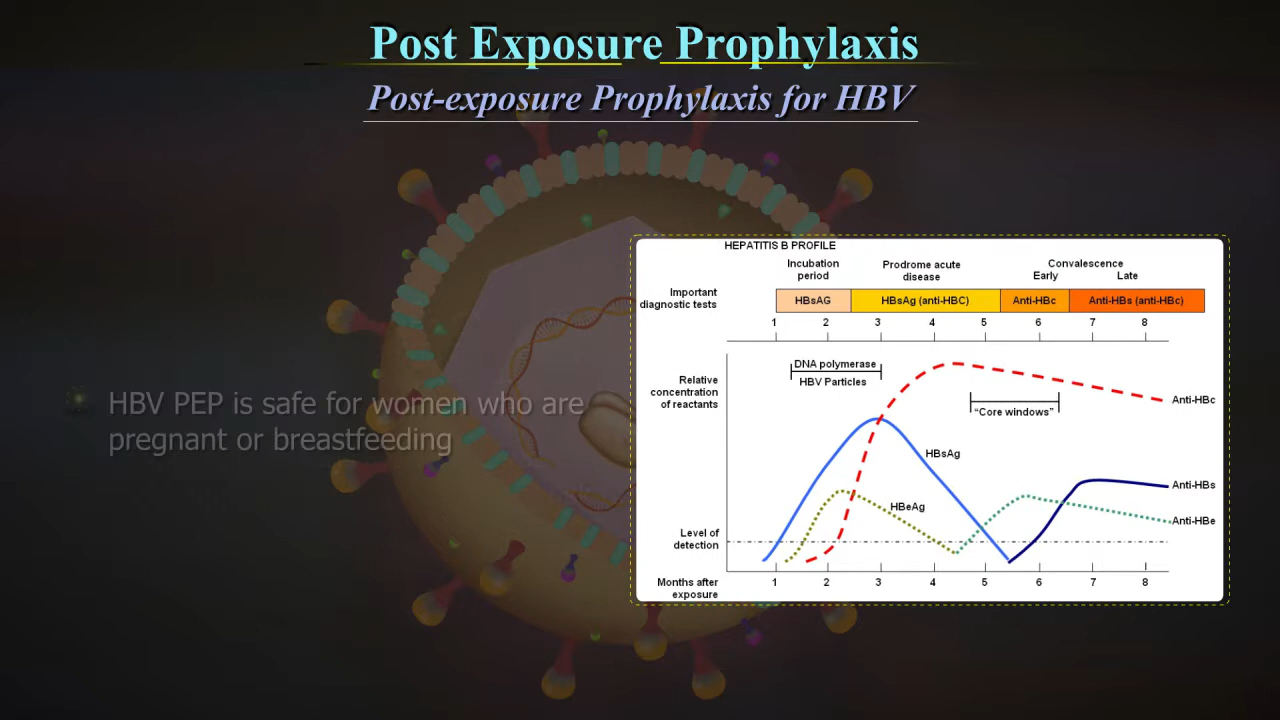 Post Exposure Prophylaxis
Post-exposure Prophylaxis for HBV
HBV PEP is safe for women who are
pregnant or breastfeeding
HEPATITIS B PROFILE
Incubation
period
Prodrome acute
disease
Convalescence
Early Late
Important
diagnostic tests
HBsAG HBsAg (anti-HBC) Anti-HBc Anti-HBs (anti-HBc)
1 2 3 4 5 6 7 8
Relative
concentration
of reactants
DNA polymerase
HBV Particles
"Core windows"
Anti-HBc
HBsAg
HBeAg
Anti-HBs
Anti-HBe
Level of
detection
Months after
exposure
1 2 3 4 5 6 7 8